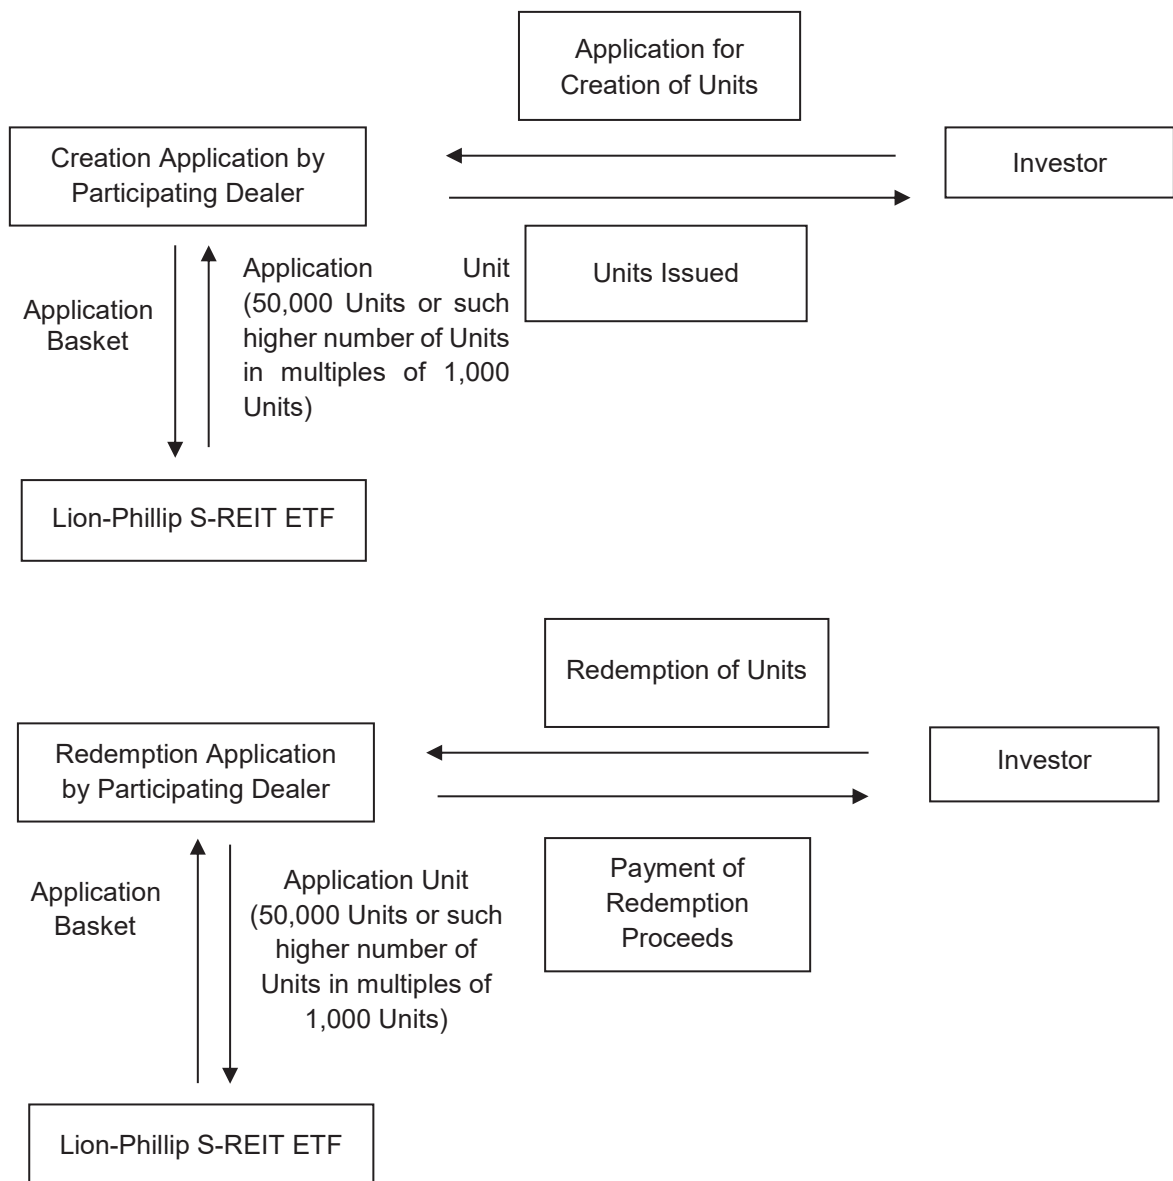 Application for
Creation of Units
Creation Application by
Participating Dealer
Investor
Units Issued
Application
Basket
Application Unit
(50,000 Units or such
higher number of Units
in multiples of 1,000
Units)
Lion-Phillip S-REIT ETF
Redemption of Units
Redemption Application
by Participating Dealer
Investor
Payment of
Redemption
Proceeds
Application
Basket
Application Unit
(50,000 Units or such
higher number of
Units in multiples of
1,000 Units)
Lion-Phillip S-REIT ETF